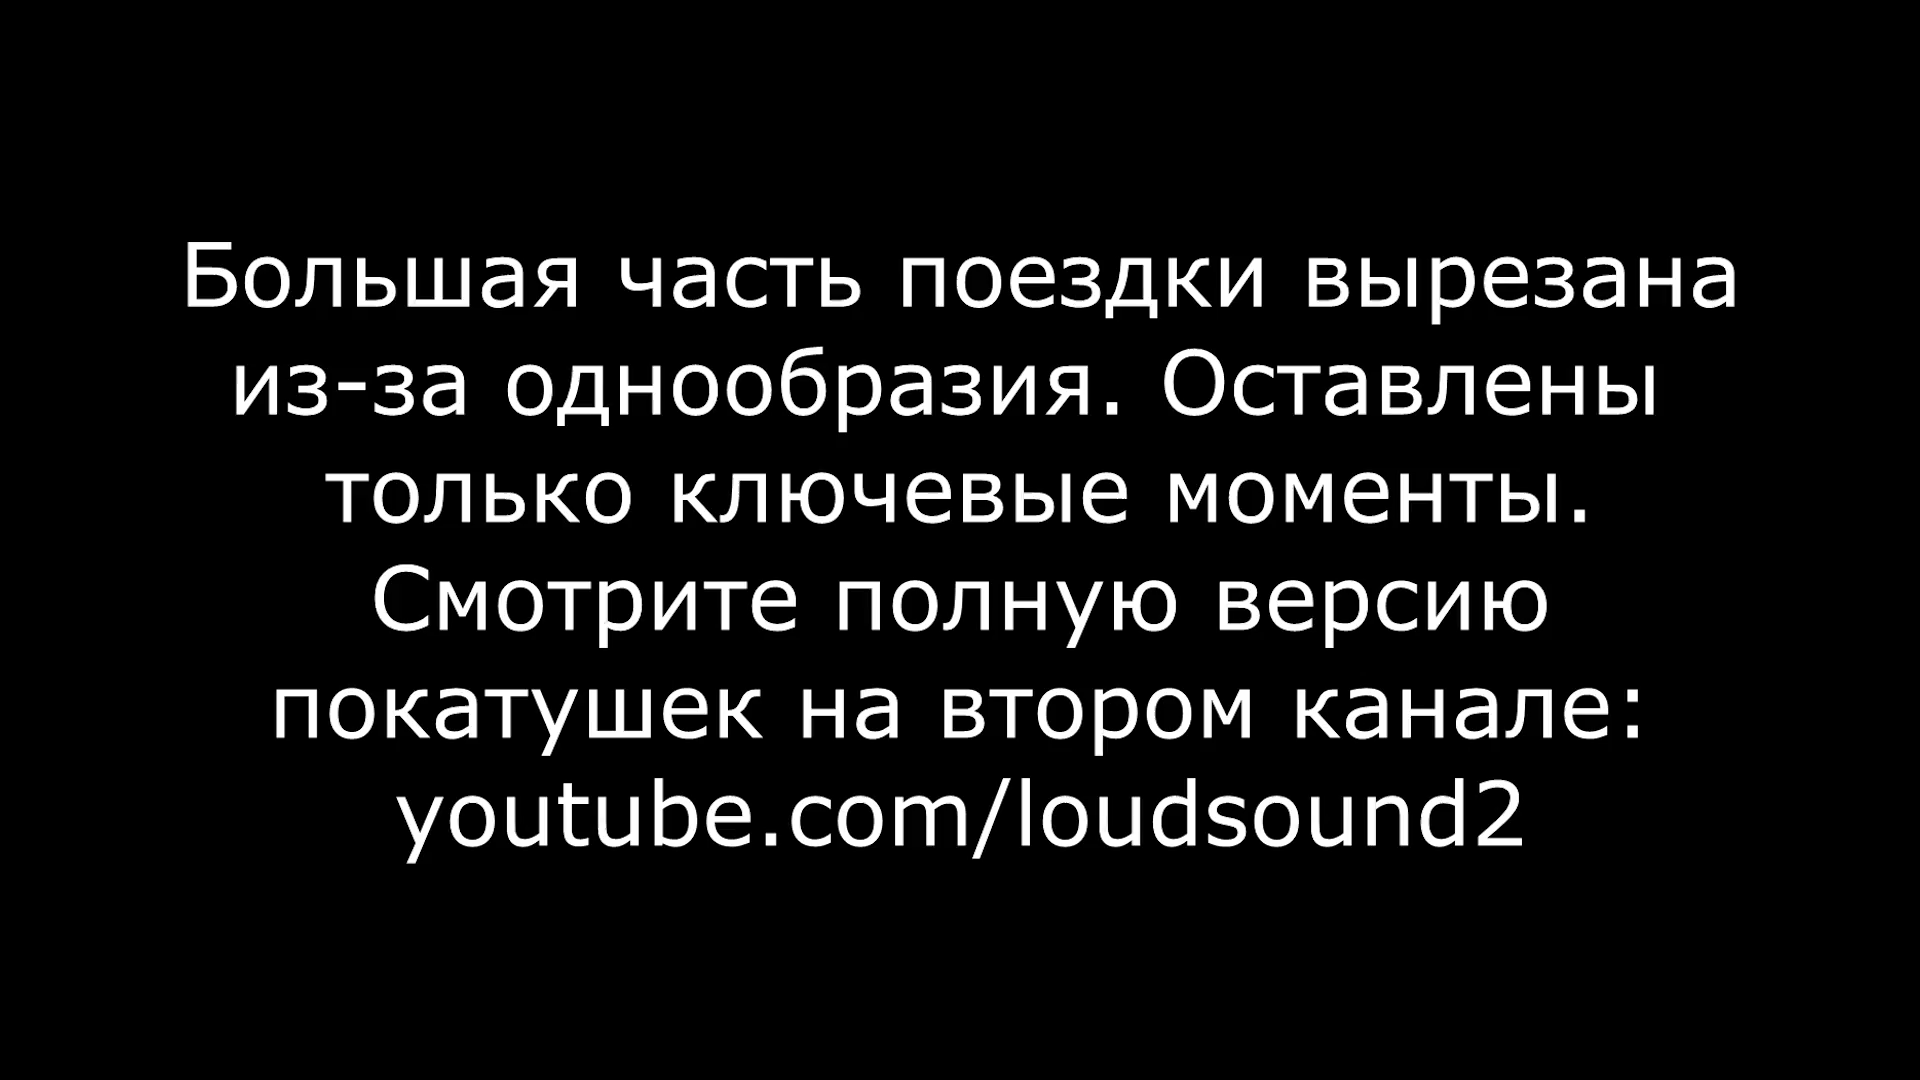 Большая часть поездки вырезана
из-за однообразия. Оставлены
только ключевые моменты.
Смотрите полную версию
покатушек на втором канале:
youtube.com/loudsound2